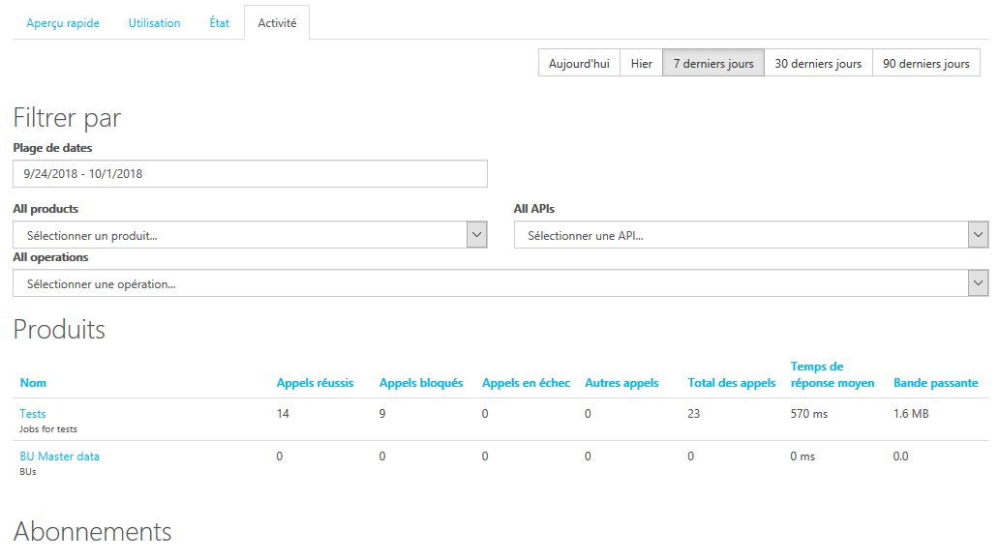 Aperçu rapide Utilisation État Activité
Aujourd'hui Hier 7 derniers jours 30 derniers jours 90 derniers jours
Filtrer par
Plage de dates
9/24/2018 - 10/1/2018
All products All APIs
Sélectionner un produit... Sélectionner une API...
All operations
Sélectionner une opération...
Produits
Nom Appels réussis Appels bloqués Appels en échec Autres appels Total des appels Temps de réponse moyen Bande passante
Tests 14 9 0 0 23 570 ms 1.6 MB
Jobs for tests
BU Master data 0 0 0 0 0 0 ms 0.0
BUs
Abonnements